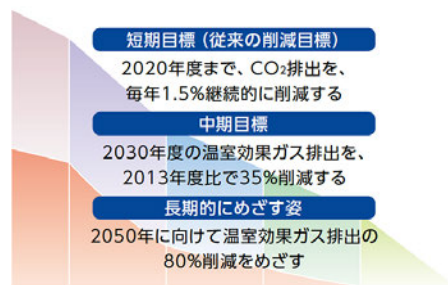 短期目標（従来の削減目標）
2020年度まで、CO₂排出を、
毎年1.5%継続的に削減する
中期目標
2030年度の温室効果ガス排出を、
2013年度比で35%削減する
長期的にめざす姿
2050年に向けて温室効果ガス排出の
80%削減をめざす